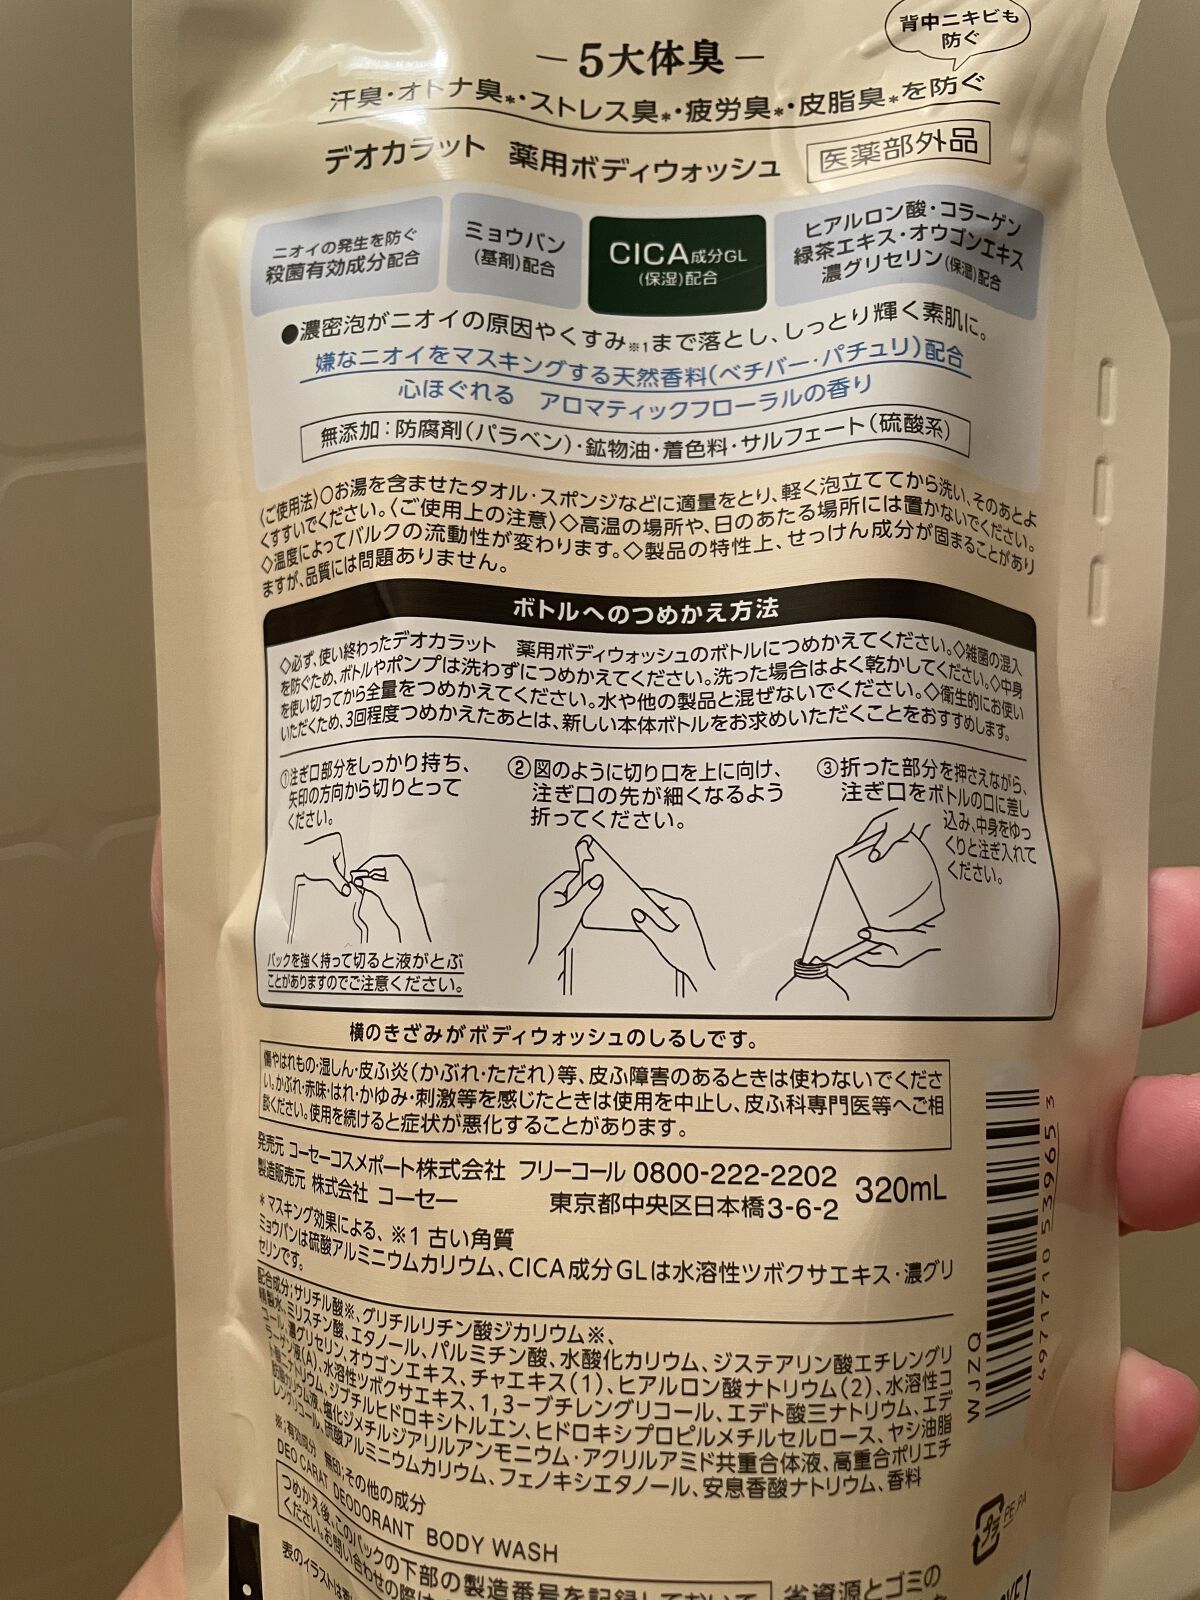 背中ニキビも
防ぐ
5大体臭
汗臭・オトナ臭*・ストレス臭*・疲労臭*・皮脂臭*を防ぐ
デオカラット 薬用ボディウォッシュ 医薬部外品
ニオイの発生を防ぐ
殺菌有効成分配合
ミョウバン
(基剤)配合
CICA成分GL
(保湿)配合
ヒアルロン酸・コラーゲン
緑茶エキス・オウゴンエキス
濃グリセリン(保湿)配合
●濃密泡がニオイの原因やくすみ※1まで落とし、しっとり輝く素肌に。
嫌なニオイをマスキングする天然香料(ベチバー・パチュリ)配合
心ほぐれる アロマティックフローラルの香り
無添加:防腐剤(パラベン)・鉱物油・着色料・サルフェート(硫酸系)
〈ご使用法〉○お湯を含ませたタオル・スポンジなどに適量をとり、軽く泡立ててから洗い、そのあとよ
くすすいでください。〈ご使用上の注意〉◇高温の場所や、日のあたる場所には置かないでください。
◇温度によってバルクの流動性が変わります。◇製品の特性上、せっけん成分が固まることがあり
ますが、品質には問題ありません。
ボトルへのつめかえ方法
◇必ず、使い終わったデオカラット 薬用ボディウォッシュのボトルにつめかえてください。◇雑菌の混入
を防ぐため、ボトルやポンプは洗わずにつめかえてください。洗った場合はよく乾かしてください。◇中身
を使い切ってから全量をつめかえてください。水や他の製品と混ぜないでください。◇衛生的にお使い
いただくため、3回程度つめかえたあとは、新しい本体ボトルをお求めいただくことをおすすめします。
①注ぎ口部分をしっかり持ち、
矢印の方向から切りとって
ください。
②図のように切り口を上に向け、
注ぎ口の先が細くなるよう
折ってください。
③折った部分を押さえながら、
注ぎ口をボトルの口に差し
込み、中身をゆっ
くりと注ぎ入れて
ください。
パックを強く持って切ると液がとぶ
ことがありますのでご注意ください。
横のきざみがボディウォッシュのしるしです。
傷やはれもの・湿しん・皮ふ炎(かぶれ・ただれ)等、皮ふ障害のあるときは使わないでくださ
い。かぶれ・赤味・はれ・かゆみ・刺激等を感じたときは使用を中止し、皮ふ科専門医等へご相
談ください。使用を続けると症状が悪化することがあります。
発売元 コーセーコスメポート株式会社 フリーコール 0800-222-2202
製造販売元 株式会社 コーセー 東京都中央区日本橋3-6-2
320mL
*マスキング効果による、※1 古い角質
ミョウバンは硫酸アルミニウムカリウム、CICA成分GLは水溶性ツボクサエキス・濃グリ
セリンです。
配合成分:サリチル酸※、グリチルリチン酸ジカリウム※、
精製水、ミリスチン酸、エタノール、パルミチン酸、水酸化カリウム、ジステアリン酸エチレングリ
コール、濃グリセリン、オウゴンエキス、チャエキス(1)、ヒアルロン酸ナトリウム(2)、水溶性コ
ラーゲン液(A)、水溶性ツボクサエキス、1,3-ブチレングリコール、エデト酸三ナトリウム、エデ
ト酸二ナトリウム、ジブチルヒドロキシトルエン、ヒドロキシプロピルメチルセルロース、ヤシ油脂
肪酸カリウム液、塩化ジメチルジアリルアンモニウム・アクリルアミド共重合体液、高重合ポリエチ
レングリコール、硫酸アルミニウムカリウム、フェノキシエタノール、安息香酸ナトリウム、香料
※:有効成分 無印:その他の成分
DEO CARAT DEODORANT BODY WASH
つめかえ後、このパックの下部の製造番号を記録しておいて
ください。お問い合わせの際は
表のイラストは
省資源とゴミの
WJZQ
4971710 539653
プラ
PE,PA